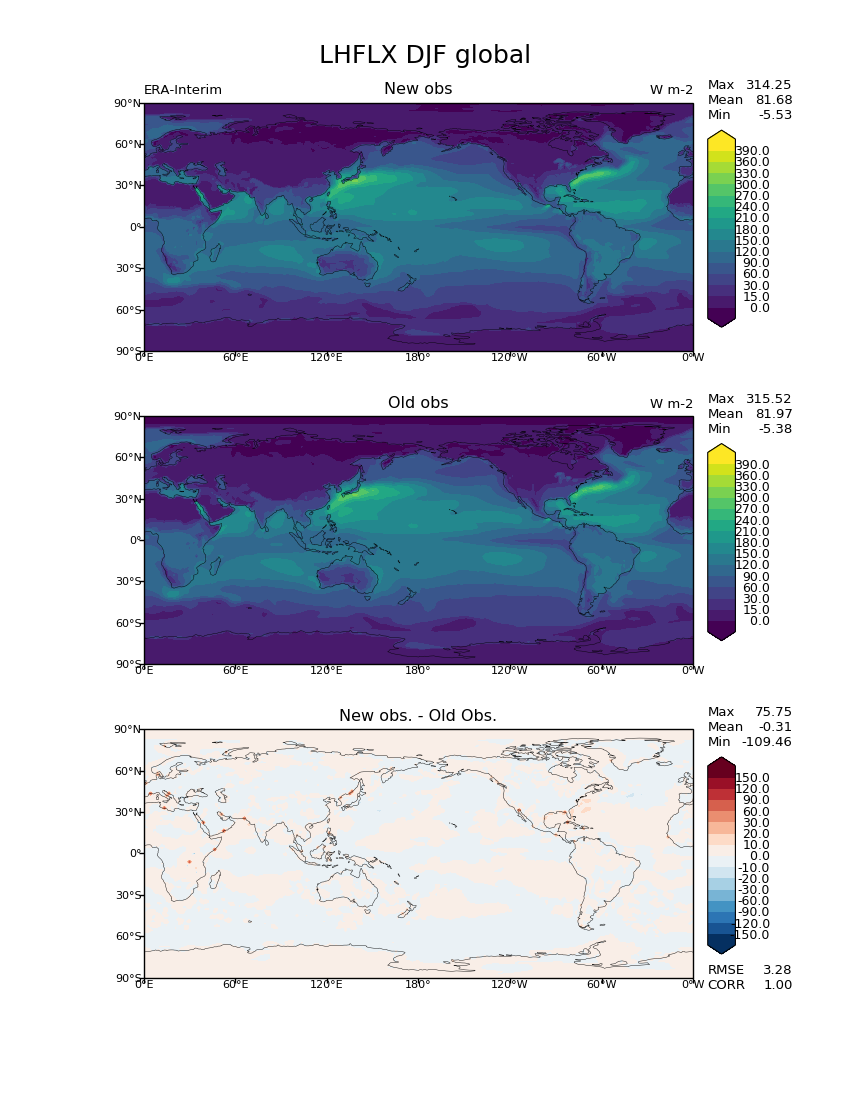 LHFLX DJF global
ERA-Interim New obs W m-2
Max 314.25
Mean 81.68
Min -5.53
90°N
60°N
30°N
0°
30°S
60°S
90°S
0°E 60°E 120°E 180° 120°W 60°W 0°W
390.0
360.0
330.0
300.0
270.0
240.0
210.0
180.0
150.0
120.0
90.0
60.0
30.0
15.0
0.0
Old obs W m-2
Max 315.52
Mean 81.97
Min -5.38
90°N
60°N
30°N
0°
30°S
60°S
90°S
0°E 60°E 120°E 180° 120°W 60°W 0°W
390.0
360.0
330.0
300.0
270.0
240.0
210.0
180.0
150.0
120.0
90.0
60.0
30.0
15.0
0.0
New obs. - Old Obs.
Max 75.75
Mean -0.31
Min -109.46
90°N
60°N
30°N
0°
30°S
60°S
90°S
0°E 60°E 120°E 180° 120°W 60°W 0°W
150.0
120.0
90.0
60.0
30.0
20.0
10.0
0.0
-10.0
-20.0
-30.0
-60.0
-90.0
-120.0
-150.0
RMSE 3.28
CORR 1.00